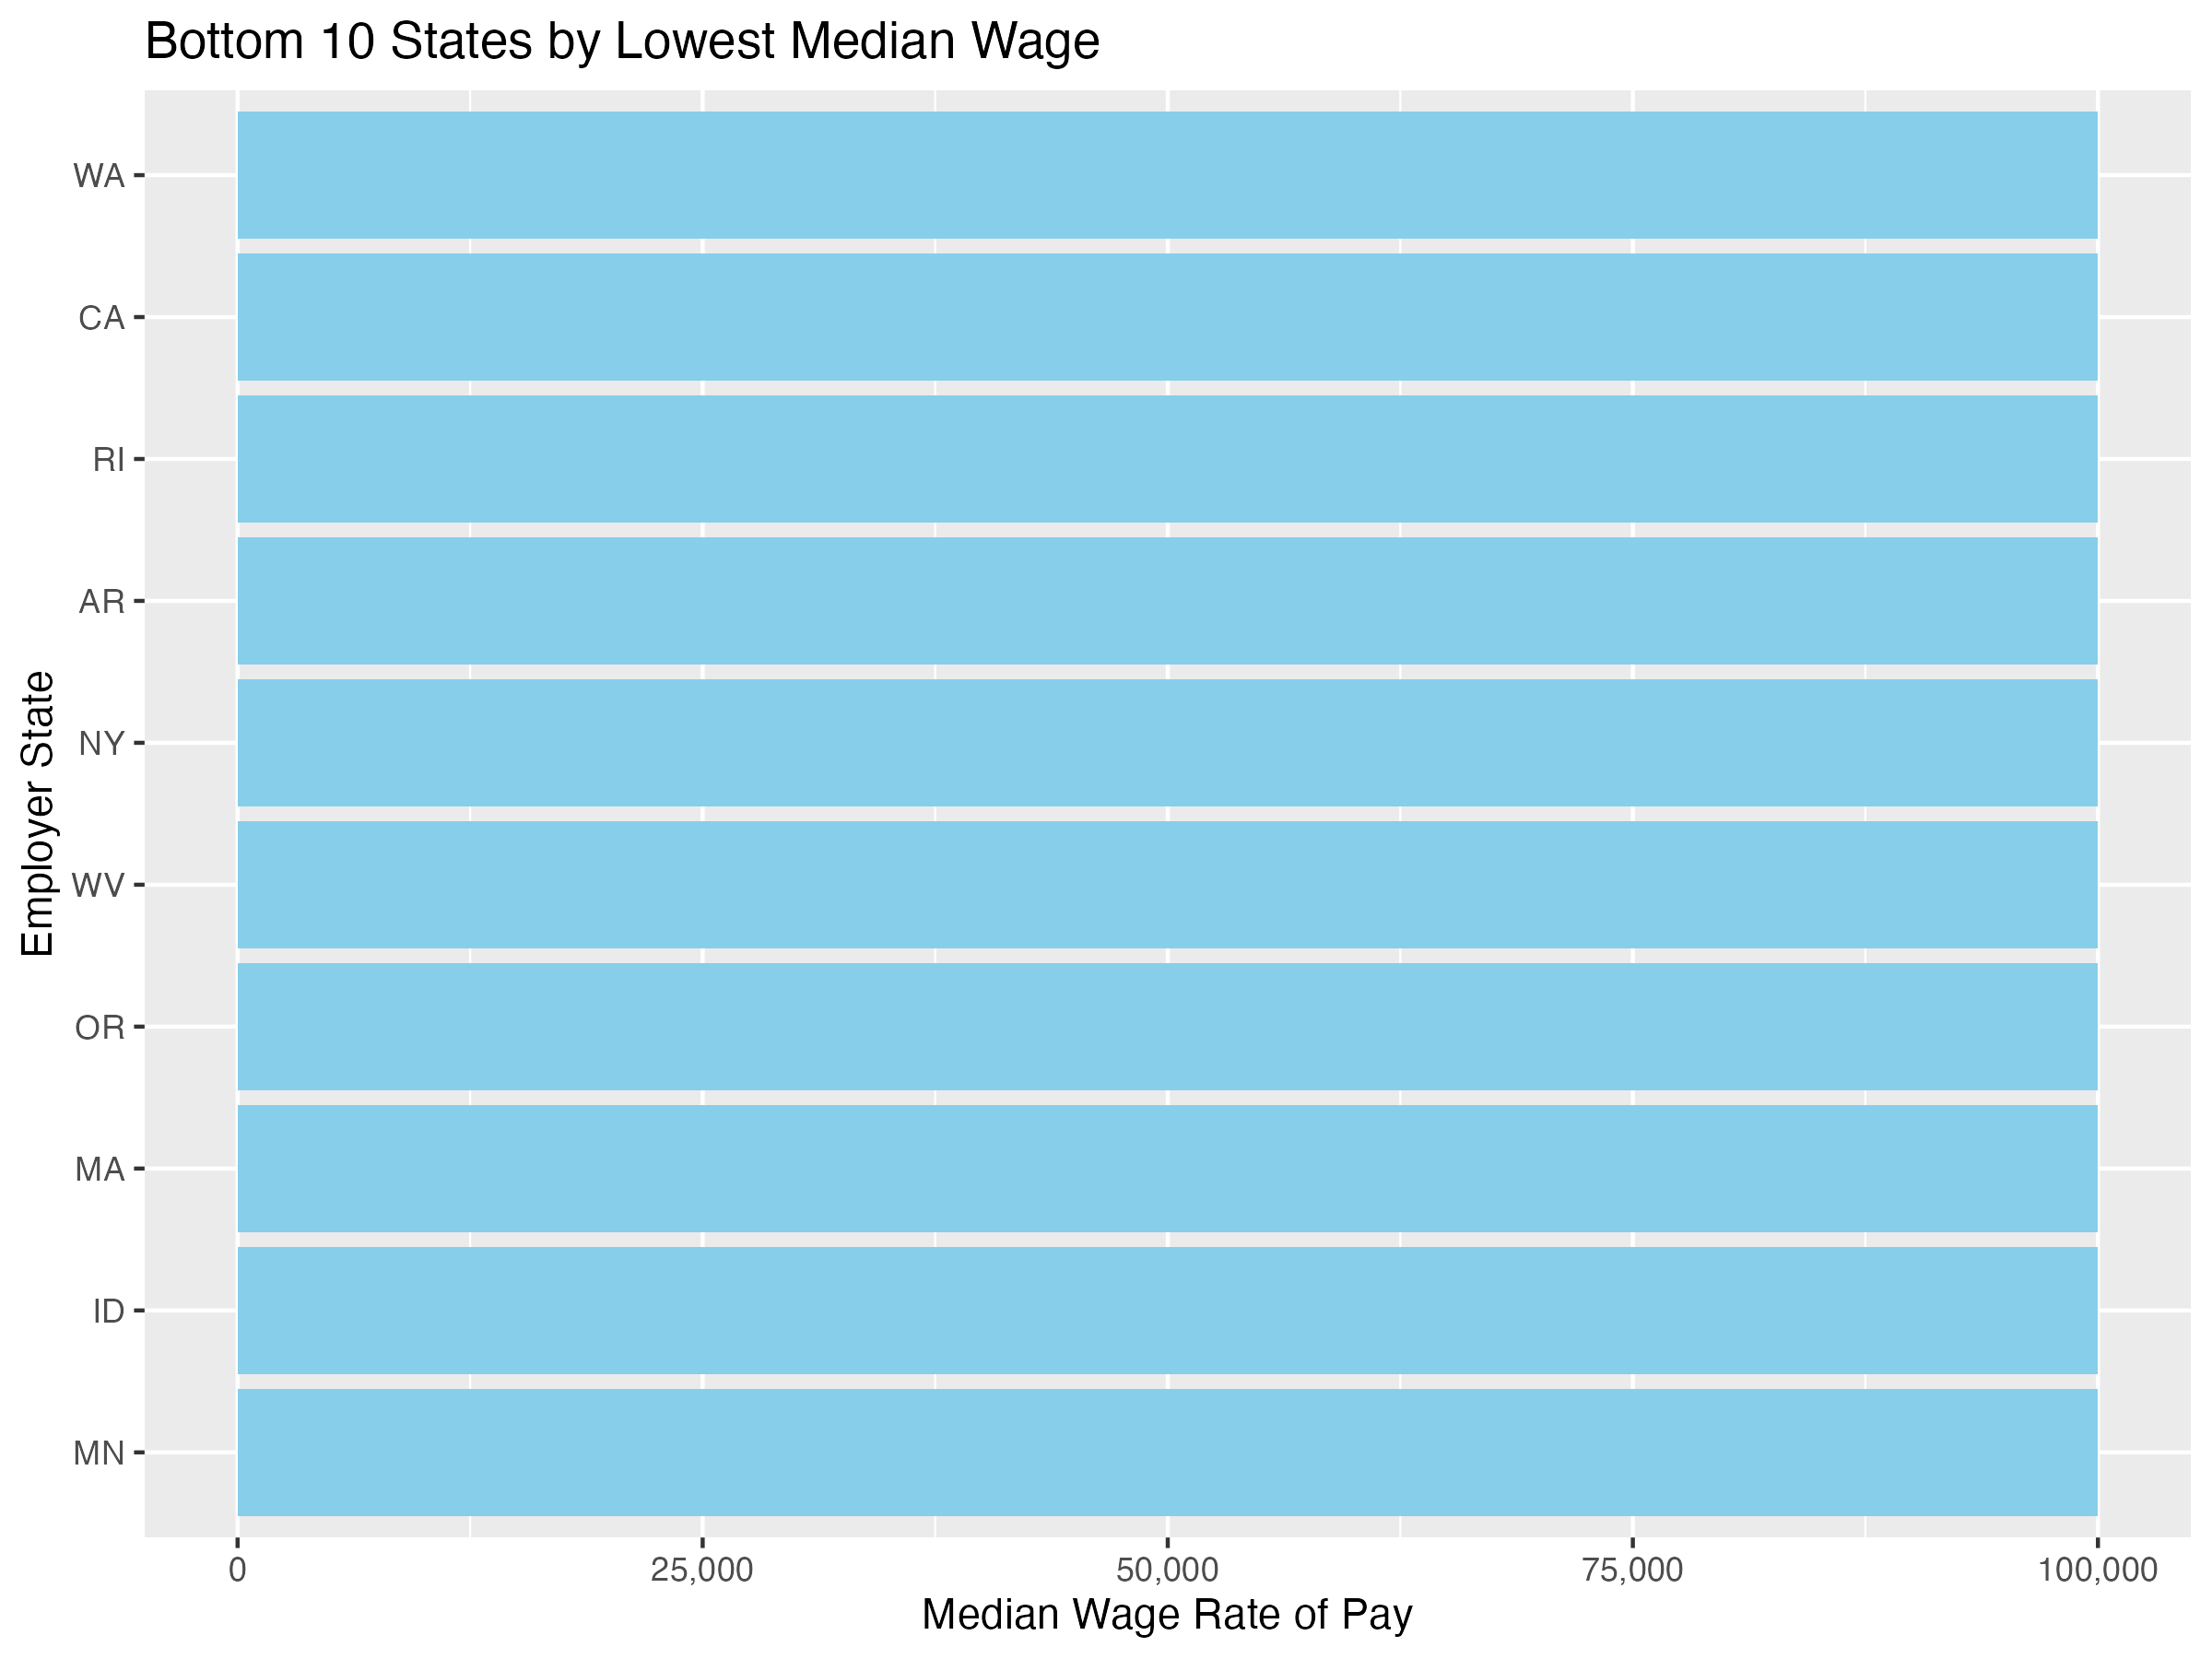 Bottom 10 States by Lowest Median Wage
Employer State
WA
CA
RI
AR
NY
WV
OR
MA
ID
MN
0 25,000 50,000 75,000 100,000
Median Wage Rate of Pay